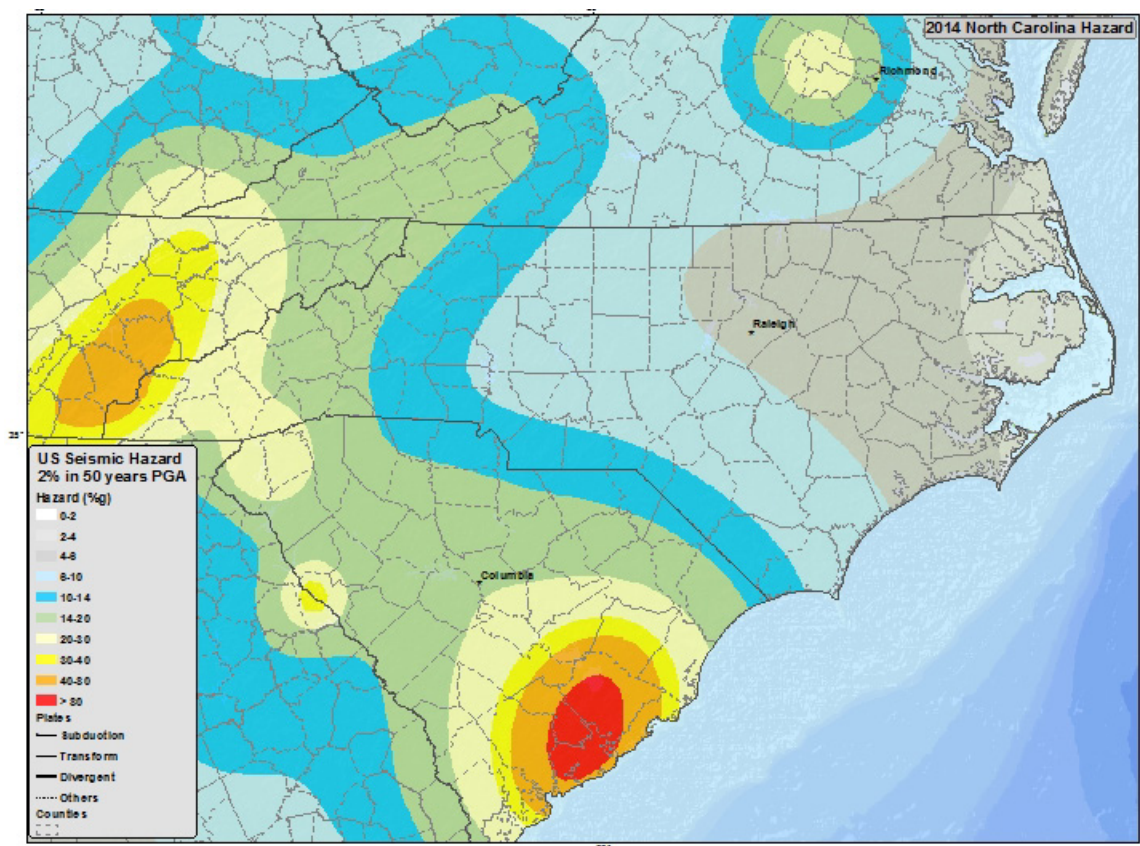 2014 North Carolina Hazard
Richmond
Raleigh
Columbia
US Seismic Hazard
2% in 50 years PGA
Hazard (%g)
0-2
2-4
4-6
6-10
10-14
14-20
20-30
30-40
40-80
> 80
Plates
Subduction
Transform
Divergent
Others
Counties